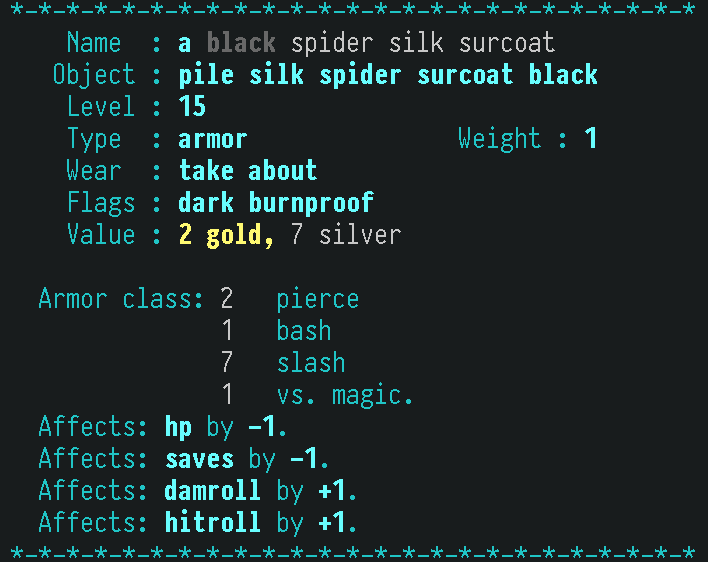 *-*-*-*-*-*-*-*-*-*-*-*-*-*-*-*-*-*-*-*-*-*-*-*-*
Name : a black spider silk surcoat
Object : pile silk spider surcoat black
Level : 15
Type : armor Weight : 1
Wear : take about
Flags : dark burnproof
Value : 2 gold, 7 silver
Armor class: 2 pierce
1 bash
7 slash
1 vs. magic.
Affects: hp by -1.
Affects: saves by -1.
Affects: damroll by +1.
Affects: hitroll by +1.
*-*-*-*-*-*-*-*-*-*-*-*-*-*-*-*-*-*-*-*-*-*-*-*-*